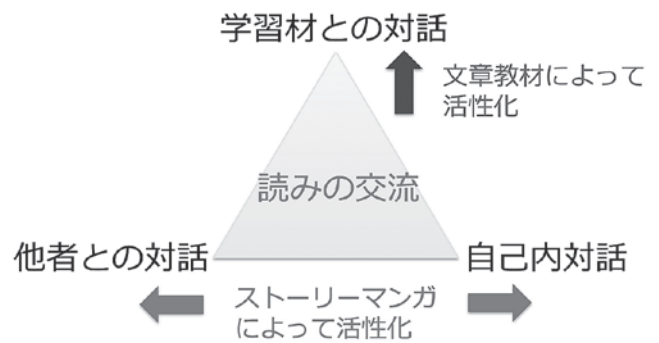 学習材との対話
文章教材によって
活性化
読みの交流
他者との対話
自己内対話
ストーリーマンガ
によって活性化